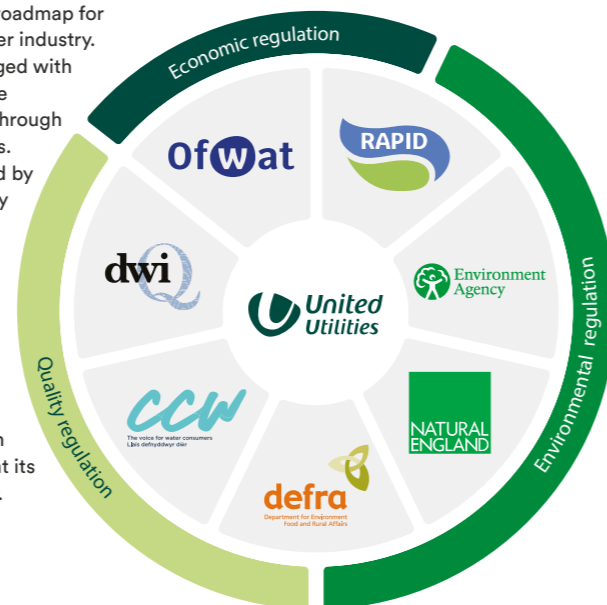 roadmap for
er industry.
ged with
e
hrough
s.
d by
y
n
t its
.
Economic regulation
Ofwat
RAPID
dwi Q
Environment
Agency
United
Utilities
Environmental regulation
Quality regulation
ccw
The voice for water consumers
Llais defnyddwyr dŵr
NATURAL
ENGLAND
defra
Department for Environment
Food and Rural Affairs